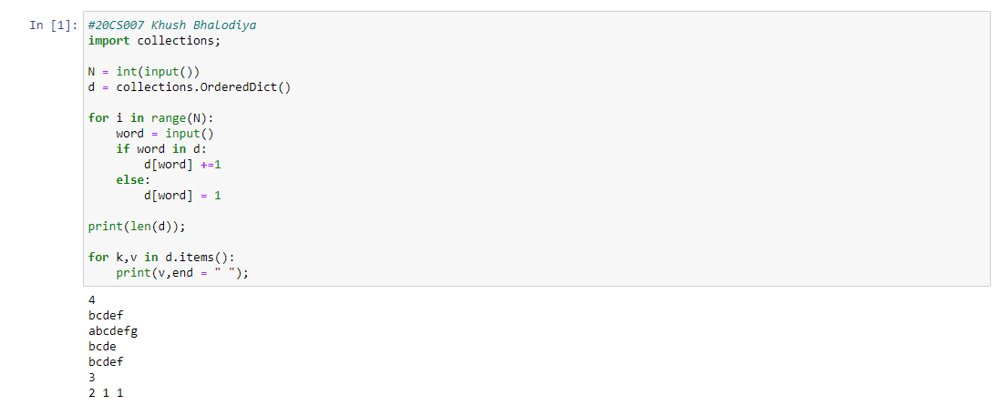 In [1]: #20CS007 Khush Bhalodiya
import collections;
N = int(input())
d = collections.OrderedDict()
for i in range(N):
    word = input()
    if word in d:
        d[word] +=1
    else:
        d[word] = 1
print(len(d));
for k,v in d.items():
    print(v,end = " ");
4
bcdef
abcdefg
bcde
bcdef
3
2 1 1